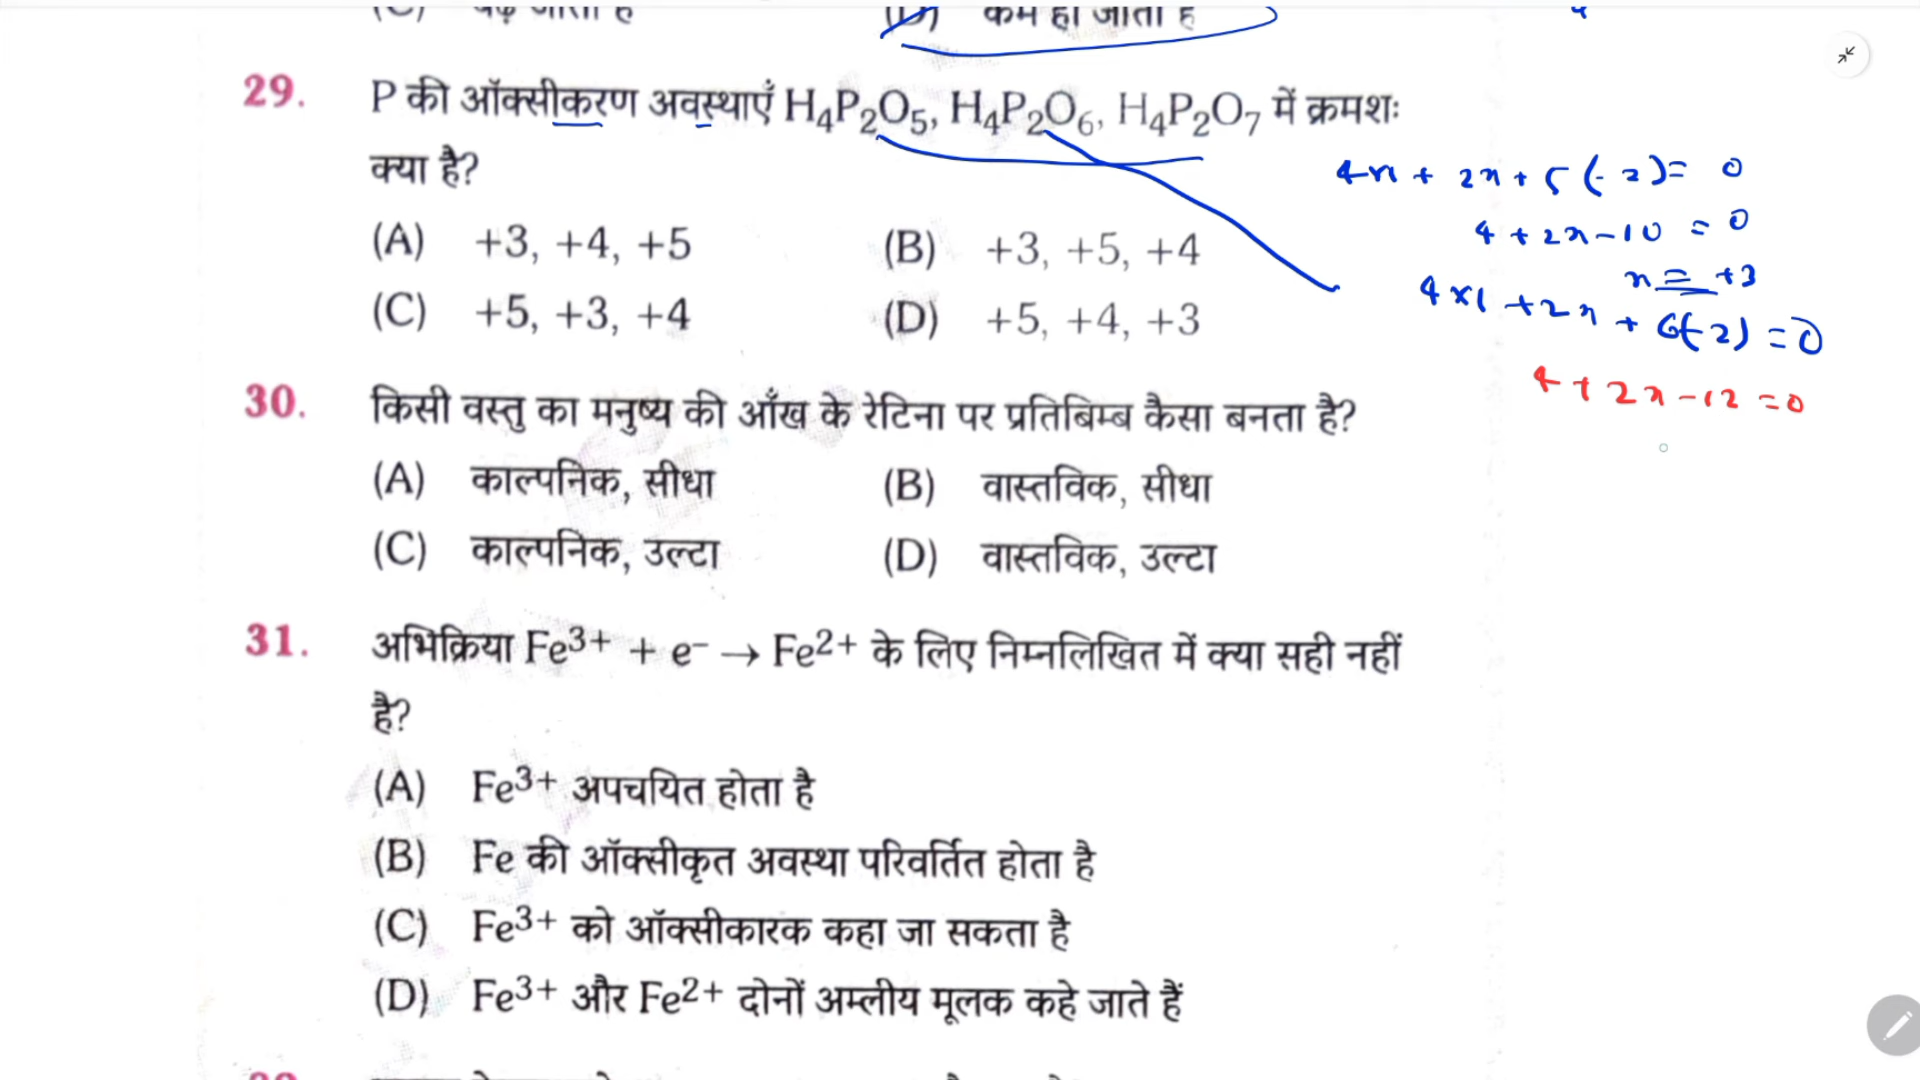 कम हो जाता है
29. P की ऑक्सीकरण अवस्थाएँ H₄P₂O₅, H₄P₂O₆, H₄P₂O₇ में क्रमशः
क्या है?
(A) +3, +4, +5 (B) +3, +5, +4
(C) +5, +3, +4 (D) +5, +4, +3
4x + 2x + 5(-2) = 0
4 + 2x - 10 = 0
x = +3
4×1 + 2x + 6(-2) = 0
4 + 2x - 12 = 0
30. किसी वस्तु का मनुष्य की आँख के रेटिना पर प्रतिबिम्ब कैसा बनता है?
(A) काल्पनिक, सीधा (B) वास्तविक, सीधा
(C) काल्पनिक, उल्टा (D) वास्तविक, उल्टा
31. अभिक्रिया Fe³⁺ + e⁻ → Fe²⁺ के लिए निम्नलिखित में क्या सही नहीं
है?
(A) Fe³⁺ अपचयित होता है
(B) Fe की ऑक्सीकृत अवस्था परिवर्तित होता है
(C) Fe³⁺ को ऑक्सीकारक कहा जा सकता है
(D) Fe³⁺ और Fe²⁺ दोनों अम्लीय मूलक कहे जाते हैं